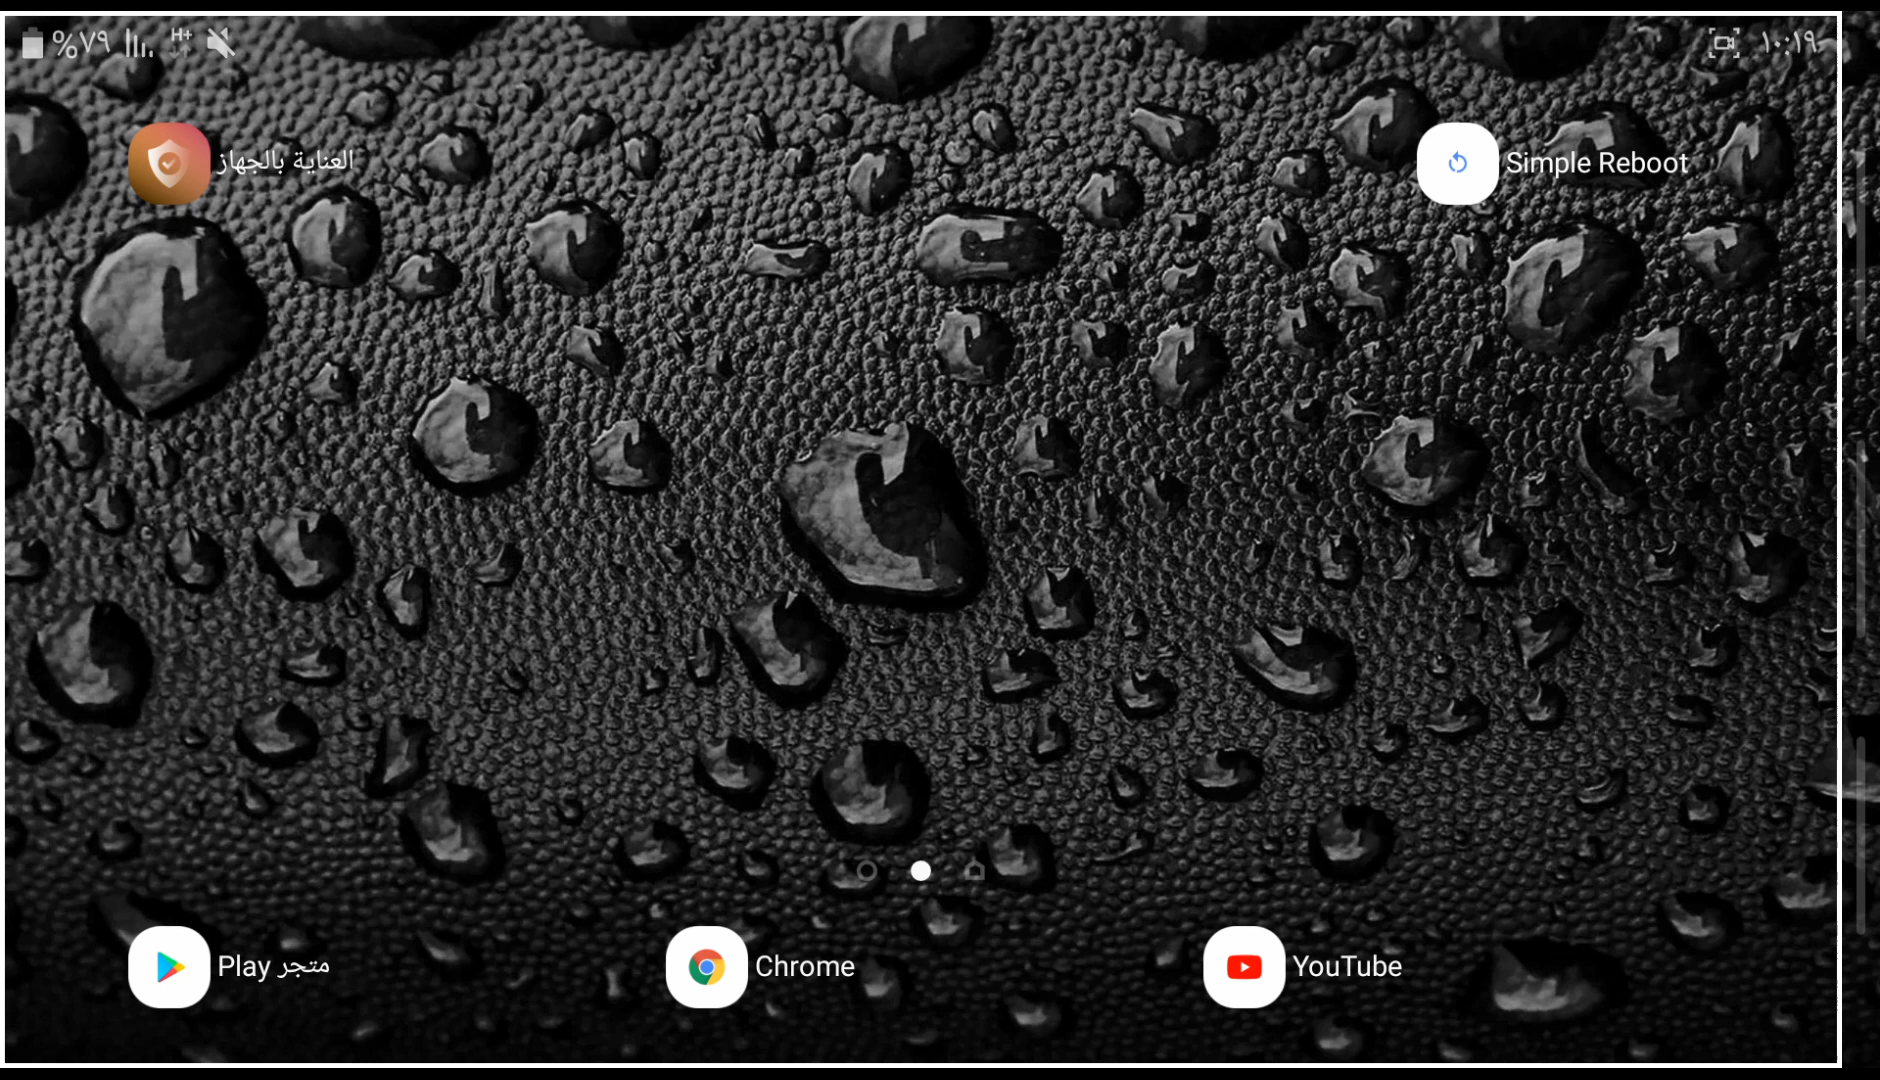 %٧٩ H+ ١٠:١٩
العناية بالجهاز
Simple Reboot
متجر Play
Chrome
YouTube